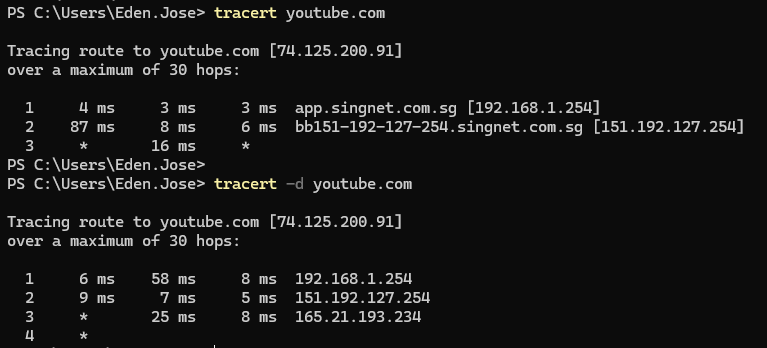 PS C:\Users\Eden.Jose> tracert youtube.com
Tracing route to youtube.com [74.125.200.91]
over a maximum of 30 hops:
1 4 ms 3 ms 3 ms app.singnet.com.sg [192.168.1.254]
2 87 ms 8 ms 6 ms bb151-192-127-254.singnet.com.sg [151.192.127.254]
3 * 16 ms *
PS C:\Users\Eden.Jose>
PS C:\Users\Eden.Jose> tracert -d youtube.com
Tracing route to youtube.com [74.125.200.91]
over a maximum of 30 hops:
1 6 ms 58 ms 8 ms 192.168.1.254
2 9 ms 7 ms 5 ms 151.192.127.254
3 * 25 ms 8 ms 165.21.193.234
4 *